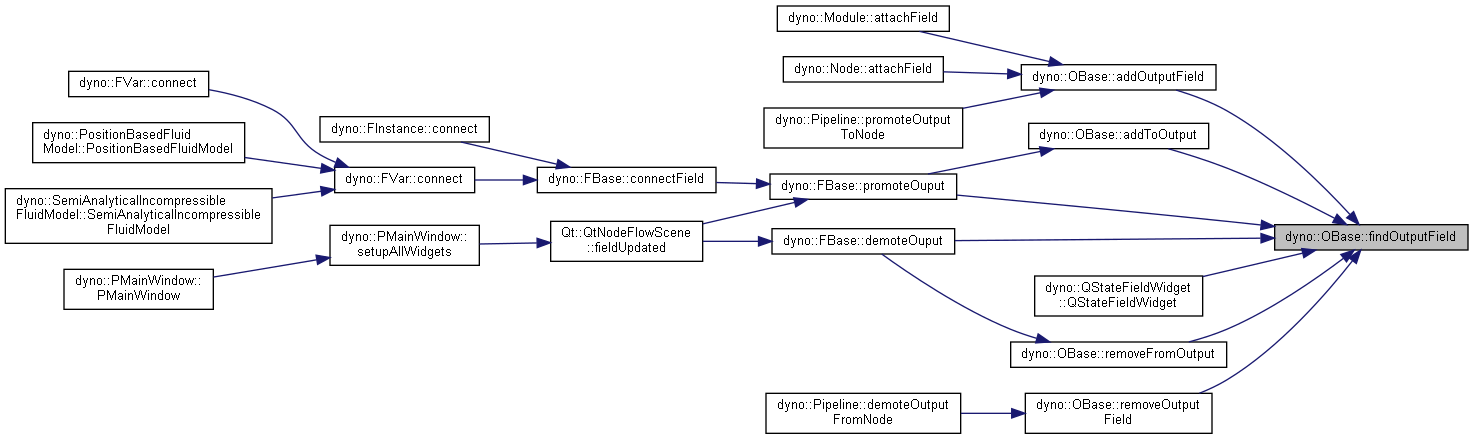 dyno::Module::attachField
dyno::Node::attachField
dyno::OBase::addOutputField
dyno::FVar::connect
dyno::Pipeline::promoteOutput
ToNode
dyno::FInstance::connect
dyno::OBase::addToOutput
dyno::PositionBasedFluid
Model::PositionBasedFluidModel
dyno::FVar::connect
dyno::FBase::connectField
dyno::FBase::promoteOuput
dyno::SemiAnalyticalIncompressible
FluidModel::SemiAnalyticalIncompressible
FluidModel
dyno::PMainWindow::
setupAllWidgets
Qt::QtNodeFlowScene
::fieldUpdated
dyno::FBase::demoteOuput
dyno::OBase::findOutputField
dyno::PMainWindow::
PMainWindow
dyno::QStateFieldWidget
::QStateFieldWidget
dyno::OBase::removeFromOutput
dyno::Pipeline::demoteOutput
FromNode
dyno::OBase::removeOutput
Field